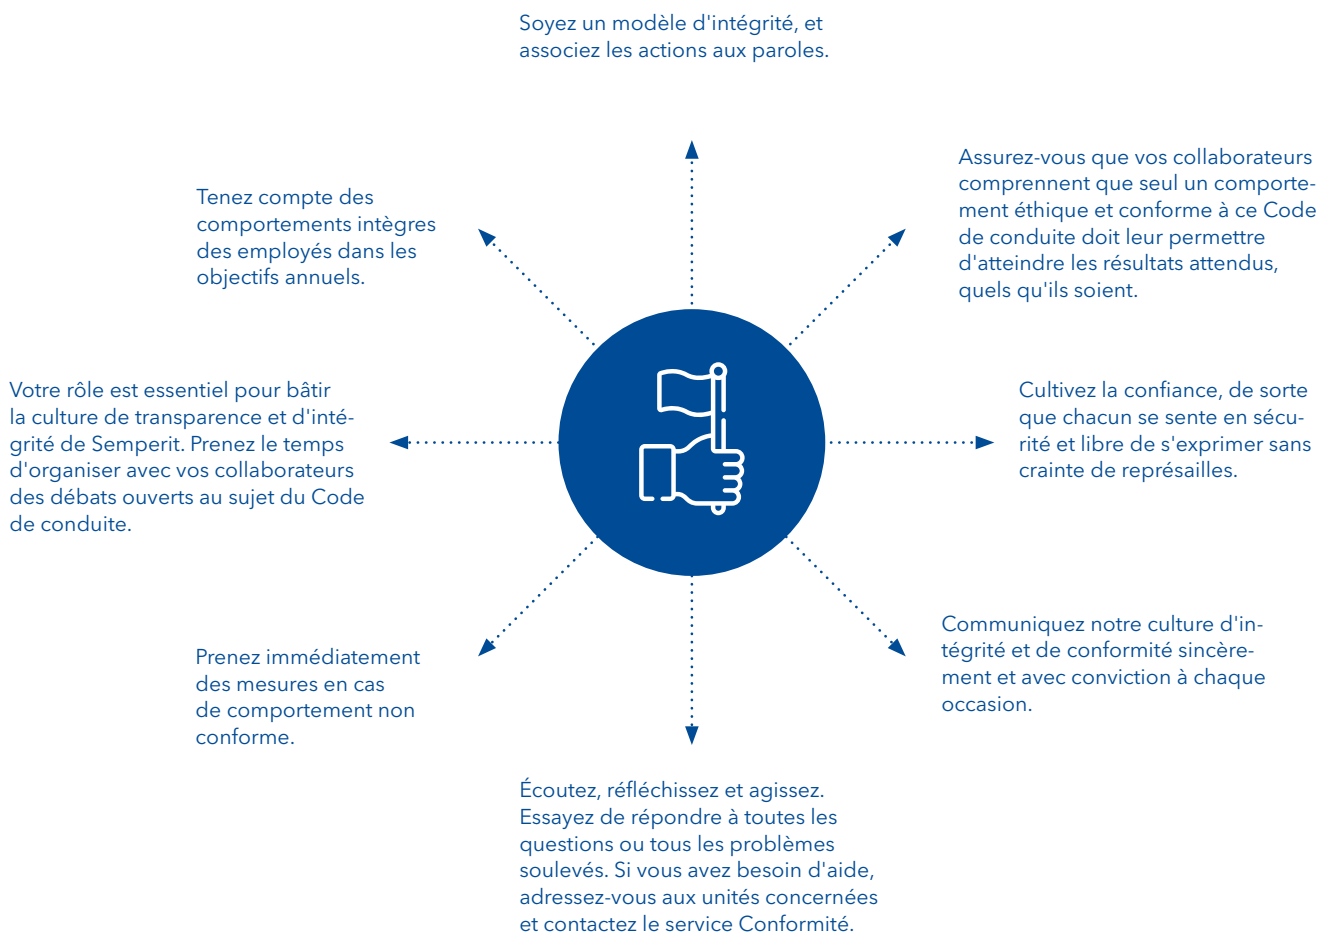 Soyez un modèle d'intégrité, et
associez les actions aux paroles.
Assurez-vous que vos collaborateurs
comprennent que seul un comporte-
ment éthique et conforme à ce Code
de conduite doit leur permettre
d'atteindre les résultats attendus,
quels qu'ils soient.
Cultivez la confiance, de sorte
que chacun se sente en sécu-
rité et libre de s'exprimer sans
crainte de représailles.
Communiquez notre culture d'in-
tégrité et de conformité sincère-
ment et avec conviction à chaque
occasion.
Écoutez, réfléchissez et agissez.
Essayez de répondre à toutes les
questions ou tous les problèmes
soulevés. Si vous avez besoin d'aide,
adressez-vous aux unités concernées
et contactez le service Conformité.
Prenez immédiatement
des mesures en cas
de comportement non
conforme.
Votre rôle est essentiel pour bâtir
la culture de transparence et d'inté-
grité de Semperit. Prenez le temps
d'organiser avec vos collaborateurs
des débats ouverts au sujet du Code
de conduite.
Tenez compte des
comportements intègres
des employés dans les
objectifs annuels.